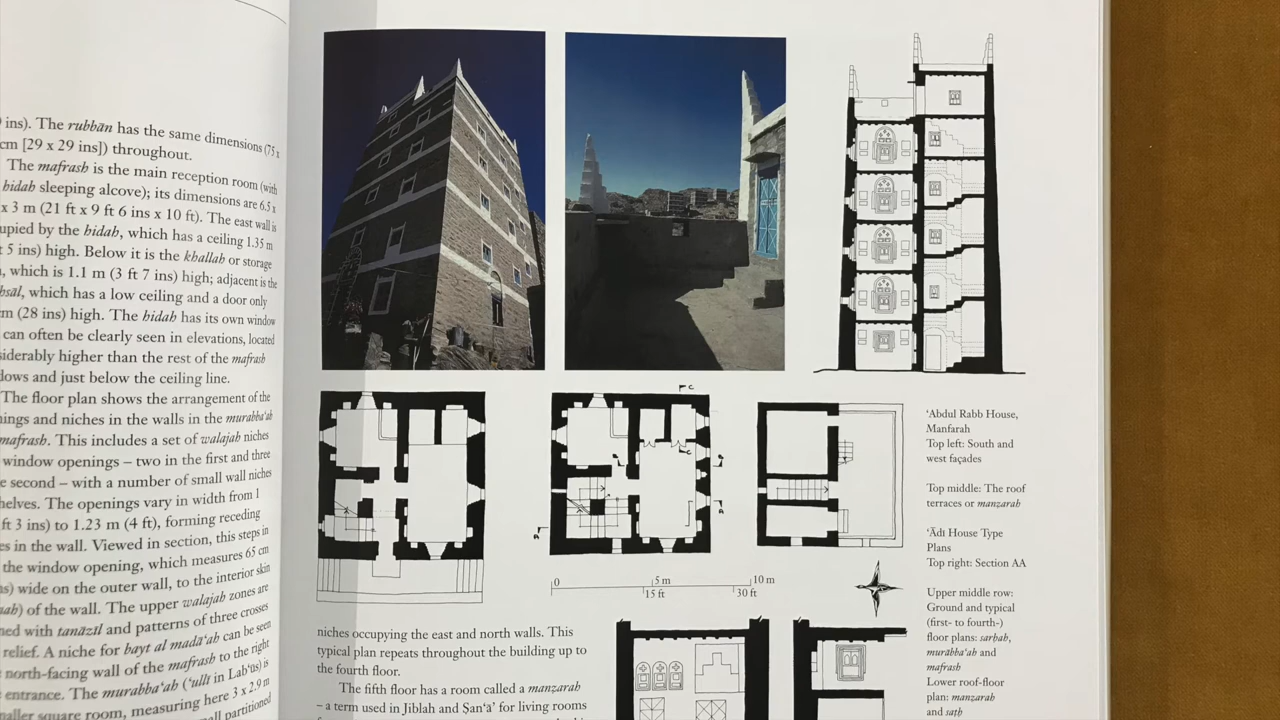 ins). The rubbān has the same dimensions (75 x
cm [29 x 29 ins]) throughout.
The mafrash is the main reception room (with
hidah sleeping alcove); its dimensions are 6.5 x
x 3 m (21 ft x 9 ft 6 ins x 10 ft). The east wall is
upied by the hidah, which has a ceiling 1.35 m
5 ins) high. Below it is the khallah or storage
, which is 1.1 m (3 ft 7 ins) high; adjacent is the
hsāl, which has a low ceiling and a door only
m (28 ins) high. The hidah has its own window
can often be clearly seen in elevations, located
siderably higher than the rest of the mafrash
lows and just below the ceiling line.
The floor plan shows the arrangement of the
nings and niches in the walls in the murabba'ah
mafrash. This includes a set of walajah niches
window openings – two in the first and three
e second – with a number of small wall niches
helves. The openings vary in width from 1
ft 3 ins) to 1.23 m (4 ft), forming receding
es in the wall. Viewed in section, this steps in
the window opening, which measures 65 cm
ns) wide on the outer wall, to the interior skin
ah) of the wall. The upper walajah zones are
ned with tanāzīl and patterns of three crosses
relief. A niche for bayt al madā'ah can be seen
north-facing wall of the mafrash to the right
entrance. The murabba'ah ('ullī in Lab'ūs) is
naller square room, measuring here 3 x 2.9 m
small partitioned
c
c
A
A
0 5 m 10 m
15 ft 30 ft
niches occupying the east and north walls. This
typical plan repeats throughout the building up to
the fourth floor.
The fifth floor has a room called a manzarah
– a term used in Jiblah and Ṣan'ā' for living rooms
'Abdul Rabb House,
Manfarah
Top left: South and
west façades
Top middle: The roof
terraces or manzarah
'Ādī House Type
Plans
Top right: Section AA
Upper middle row:
Ground and typical
(first- to fourth-)
floor plans: sarḥah,
murābba'ah and
mafrash
Lower roof-floor
plan: manzarah
and saṭḥ